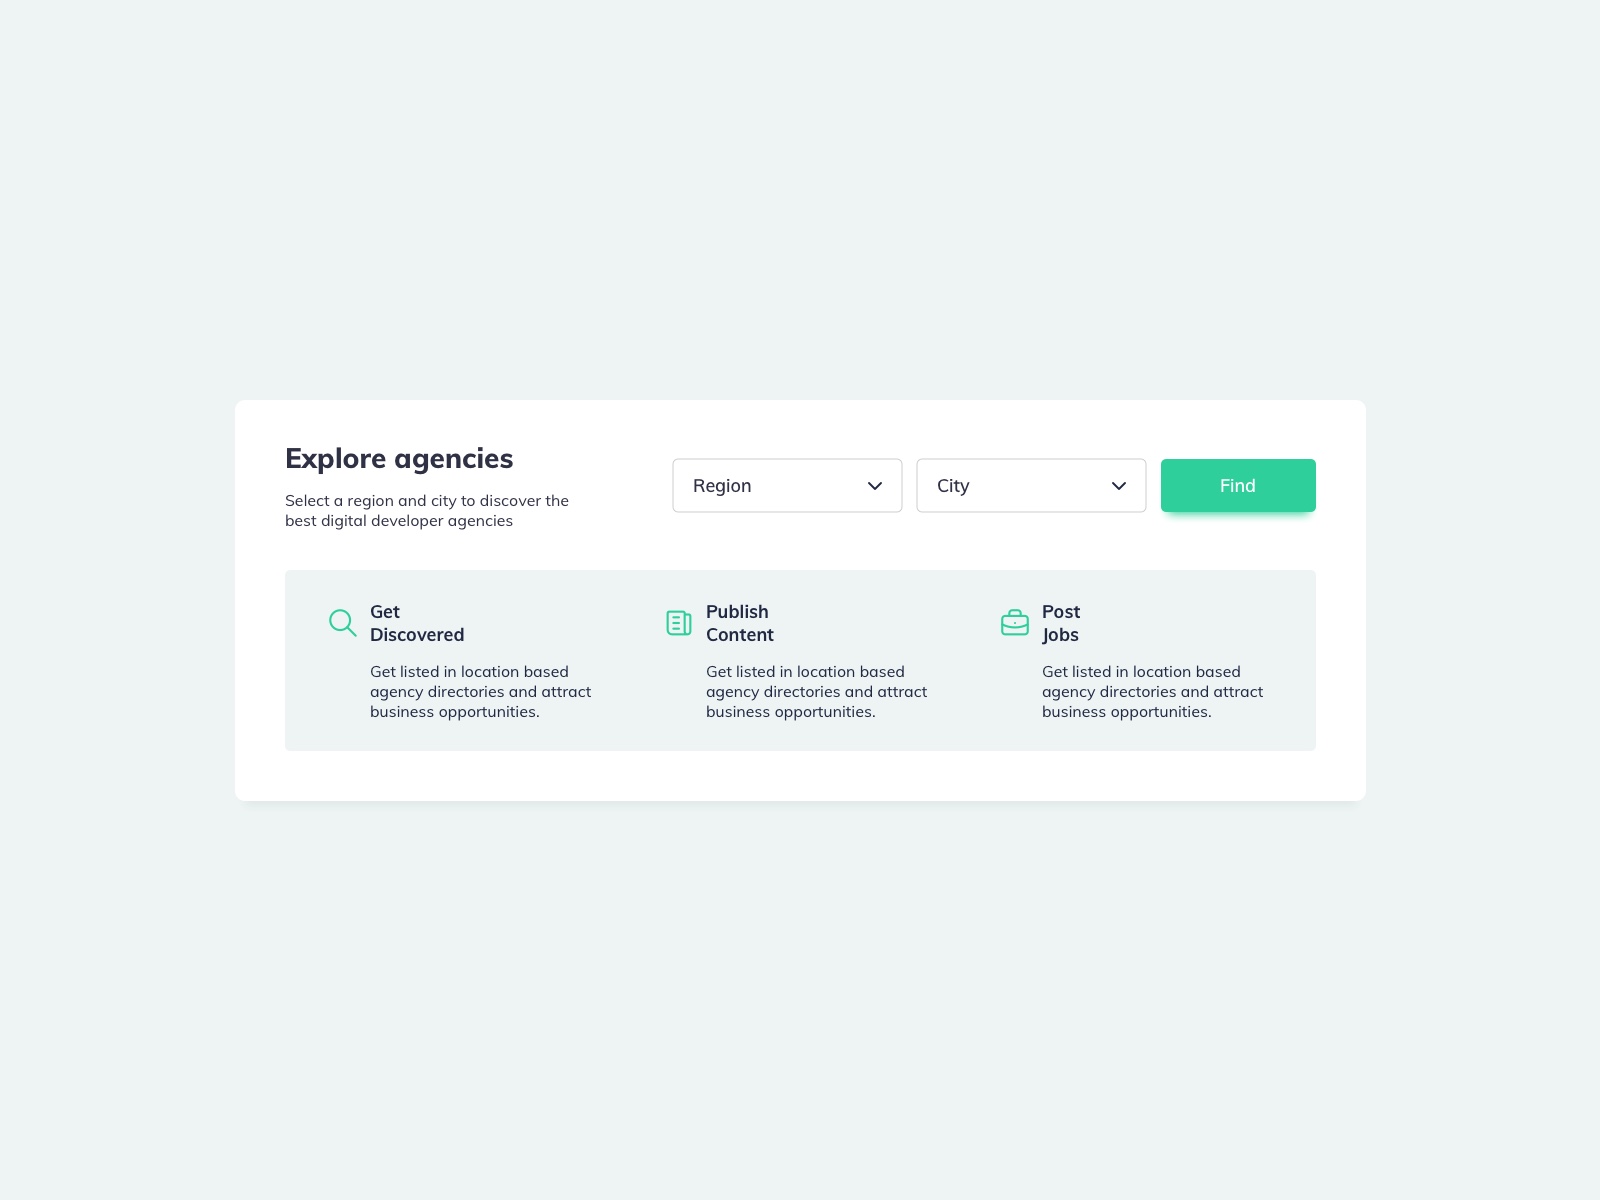 Explore agencies
Select a region and city to discover the
best digital developer agencies
Region
City
Find
Get
Discovered
Get listed in location based
agency directories and attract
business opportunities.
Publish
Content
Get listed in location based
agency directories and attract
business opportunities.
Post
Jobs
Get listed in location based
agency directories and attract
business opportunities.